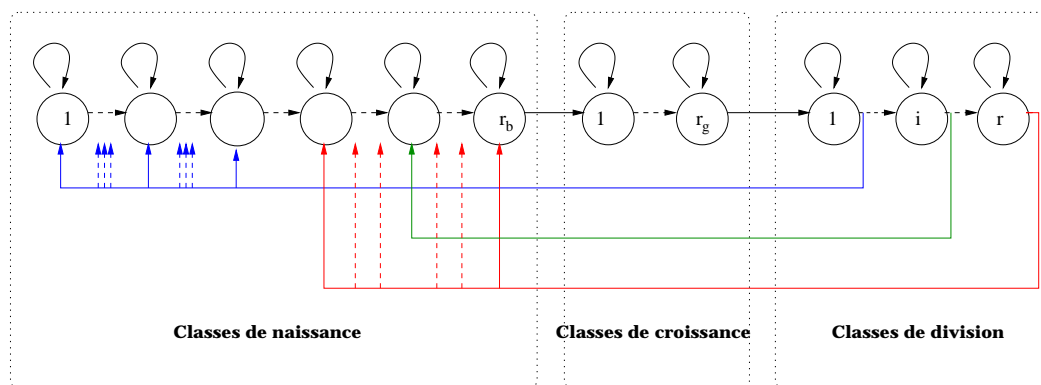 1 r_b 1 r_g 1 i r
Classes de naissance Classes de croissance Classes de division